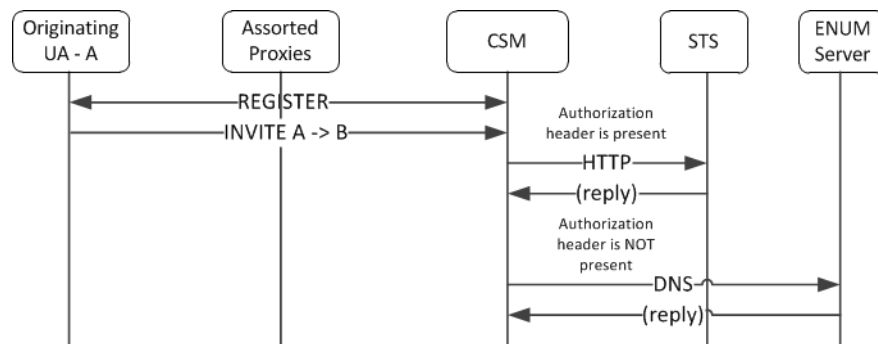 Originating
UA - A
Assorted
Proxies
CSM
STS
ENUM
Server
REGISTER
INVITE A -> B
Authorization
header is present
HTTP
(reply)
Authorization
header is NOT
present
DNS
(reply)